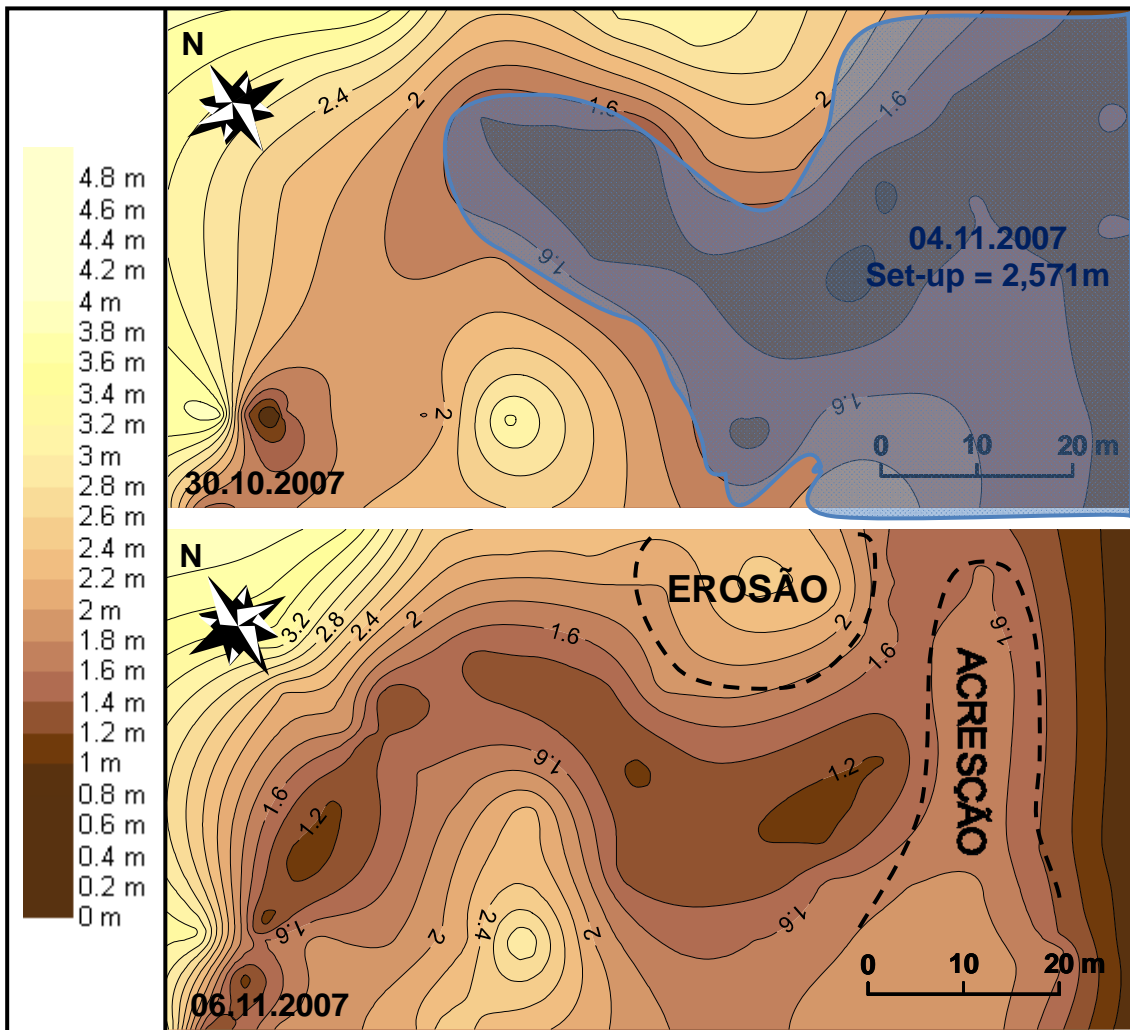 4.8 m
4.6 m
4.4 m
4.2 m
4 m
3.8 m
3.6 m
3.4 m
3.2 m
3 m
2.8 m
2.6 m
2.4 m
2.2 m
2 m
1.8 m
1.6 m
1.4 m
1.2 m
1 m
0.8 m
0.6 m
0.4 m
0.2 m
0 m
N
2.4
2
1.6
2
1.6
1.6
04.11.2007
Set-up = 2,571m
2
1.6
0 10 20 m
30.10.2007
N
3.2
2.8
2.4
2
1.6
EROSÃO
2
1.6
1.6
ACRESÇÃO
1.6
1.2
1.6
1.2
1.6
2
2.4
2
1.6
0 10 20 m
06.11.2007